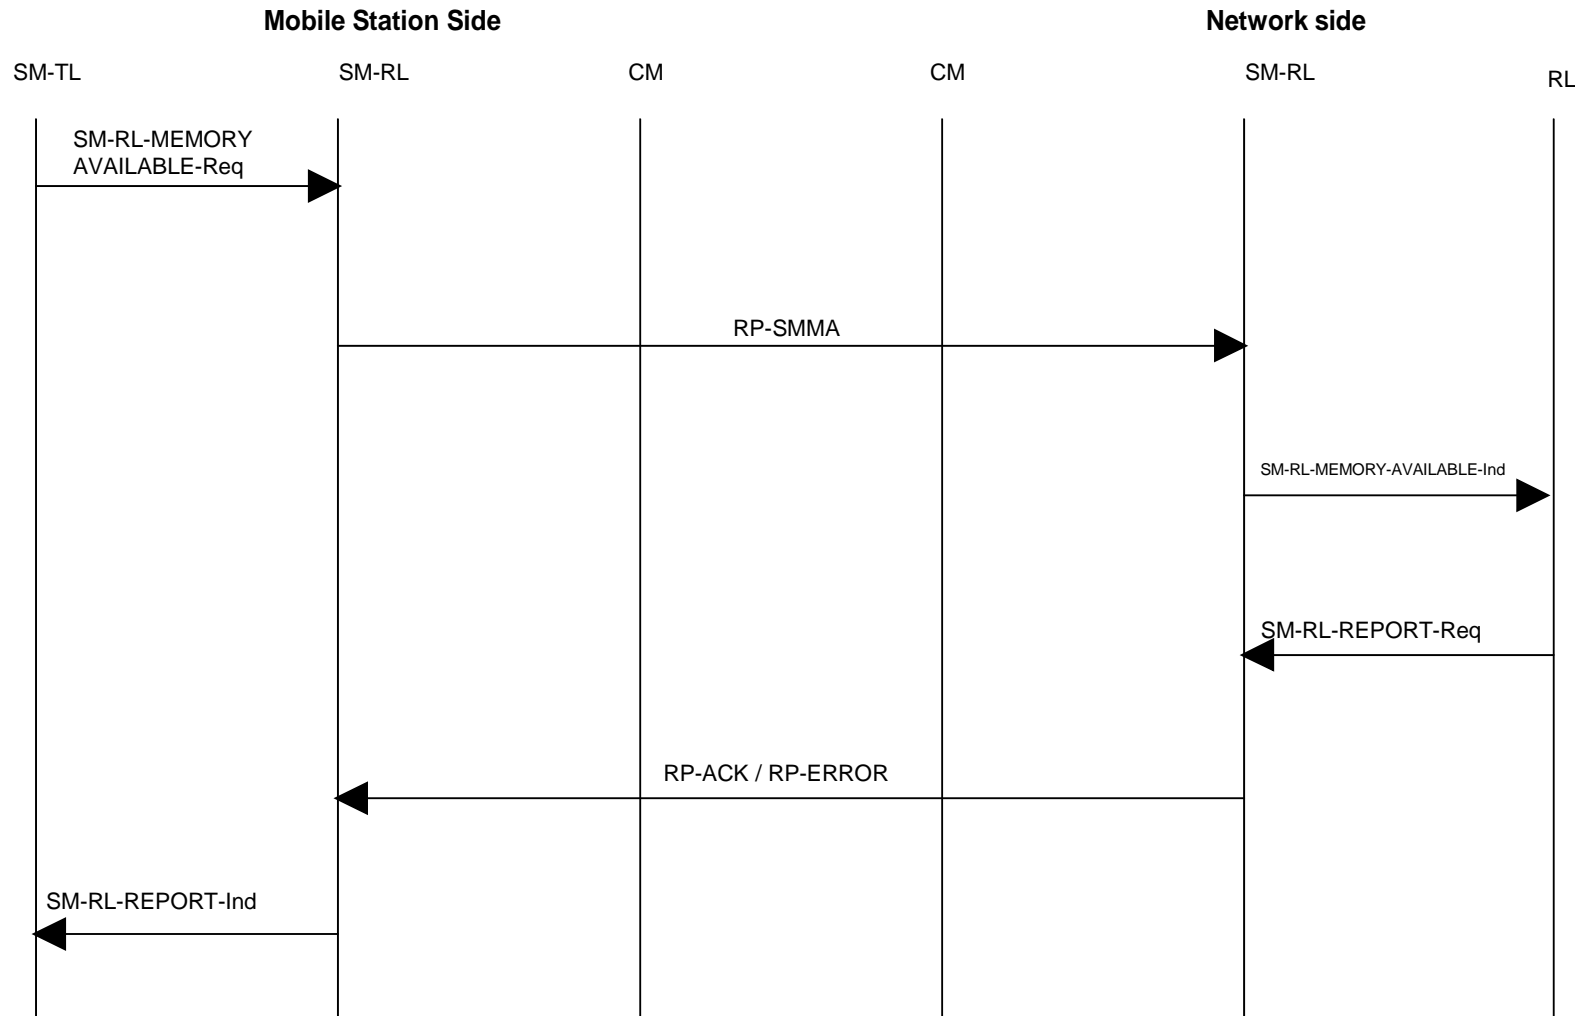 Mobile Station Side
Network side
SM-TL
SM-RL
CM
CM
SM-RL
RL
SM-RL-MEMORY
AVAILABLE-Req
RP-SMMA
SM-RL-MEMORY-AVAILABLE-Ind
SM-RL-REPORT-Req
RP-ACK / RP-ERROR
SM-RL-REPORT-Ind